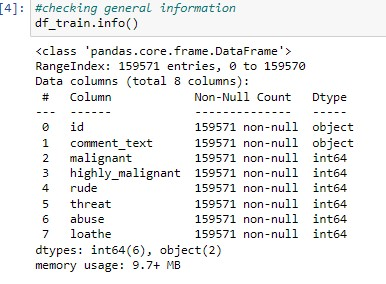 [4]: #checking general information
df_train.info()
<class 'pandas.core.frame.DataFrame'>
RangeIndex: 159571 entries, 0 to 159570
Data columns (total 8 columns):
 #   Column            Non-Null Count   Dtype
---  ------            --------------   -----
 0   id                159571 non-null  object
 1   comment_text      159571 non-null  object
 2   malignant         159571 non-null  int64
 3   highly_malignant  159571 non-null  int64
 4   rude              159571 non-null  int64
 5   threat            159571 non-null  int64
 6   abuse             159571 non-null  int64
 7   loathe            159571 non-null  int64
dtypes: int64(6), object(2)
memory usage: 9.7+ MB